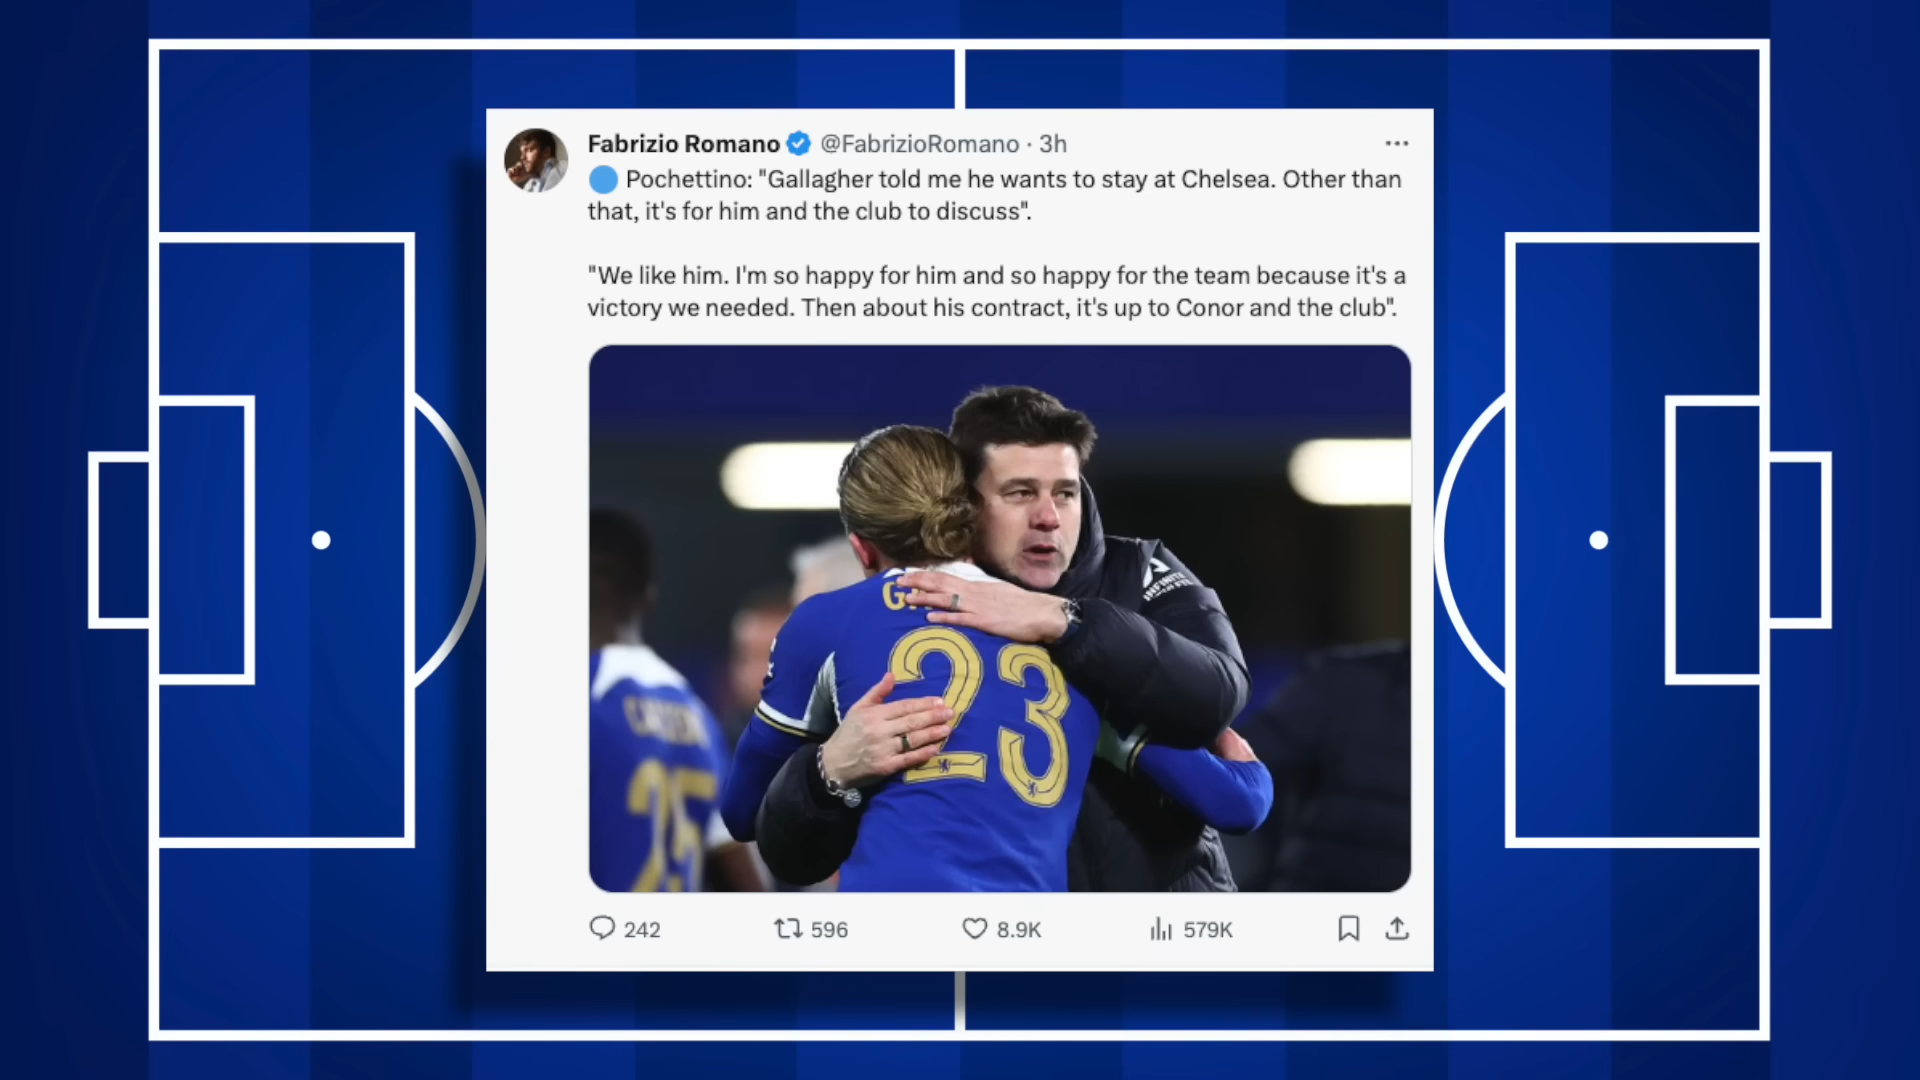 Fabrizio Romano @FabrizioRomano · 3h
Pochettino: "Gallagher told me he wants to stay at Chelsea. Other than
that, it's for him and the club to discuss".
"We like him. I'm so happy for him and so happy for the team because it's a
victory we needed. Then about his contract, it's up to Conor and the club".
INFINITE
23
25
242 596 8.9K 579K